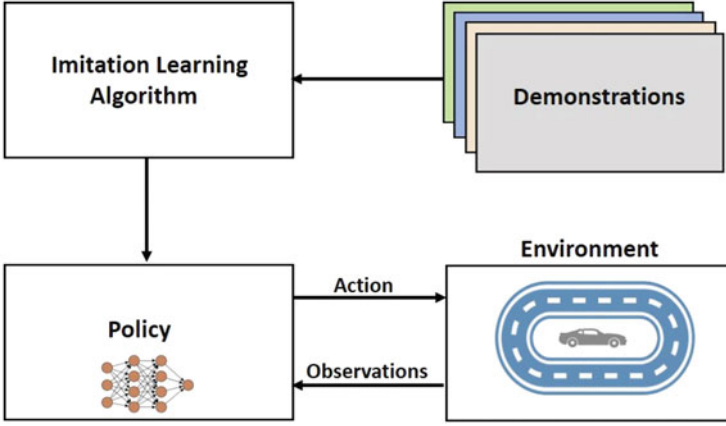 Imitation Learning
Algorithm
Demonstrations
Environment
Action
Policy
Observations